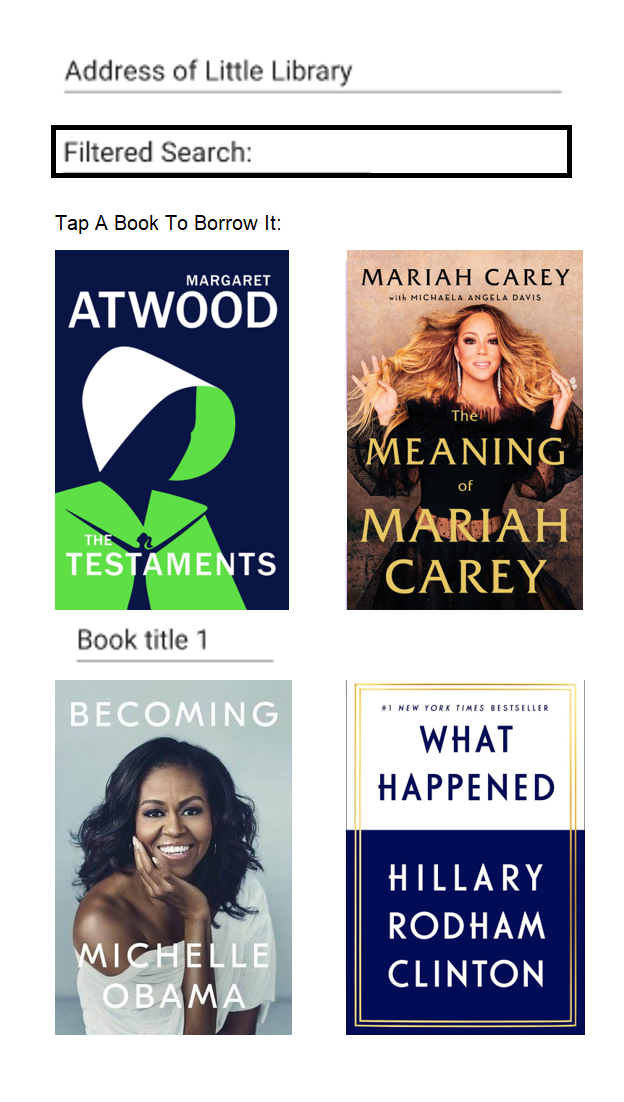 Address of Little Library
Filtered Search:
Tap A Book To Borrow It:
MARGARET
ATWOOD
THE
TESTAMENTS
MARIAH CAREY
with MICHAELA ANGELA DAVIS
The
MEANING
of
MARIAH
CAREY
Book title 1
BECOMING
MICHELLE
OBAMA
#1 NEW YORK TIMES BESTSELLER
WHAT
HAPPENED
HILLARY
RODHAM
CLINTON